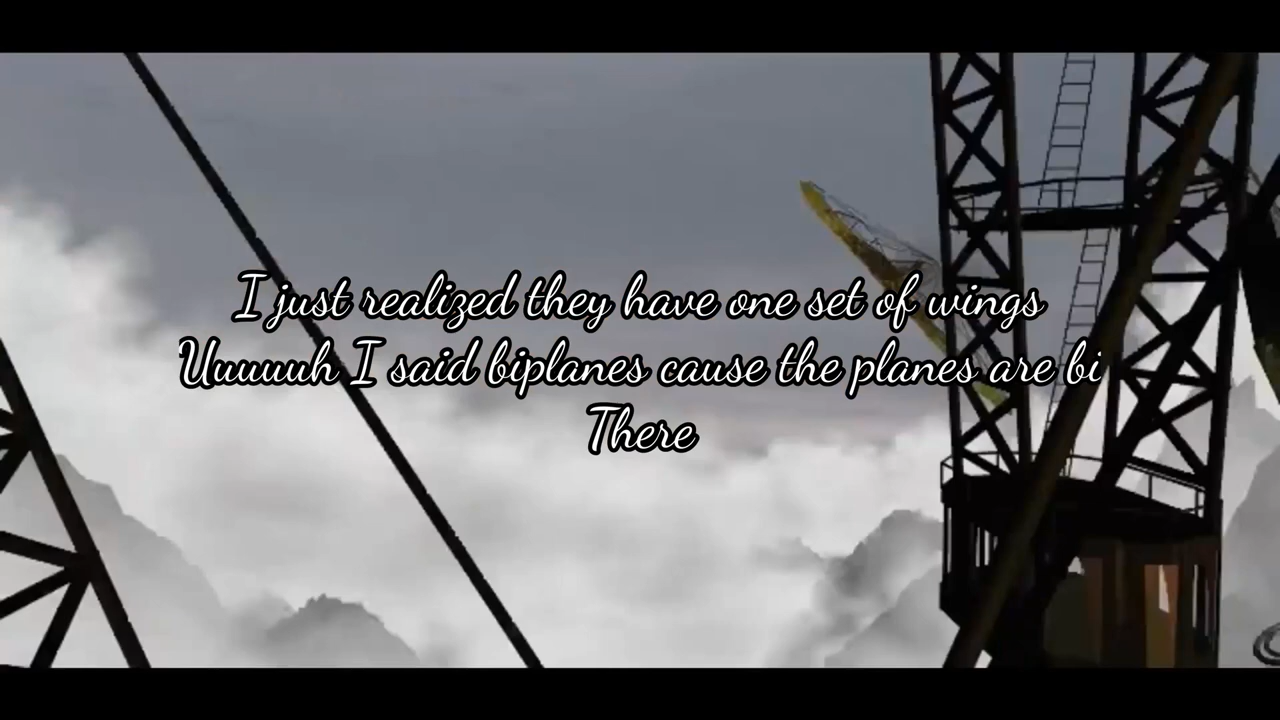 I just realized they have one set of wings
Uuuuuh I said biplanes cause the planes are bi
There